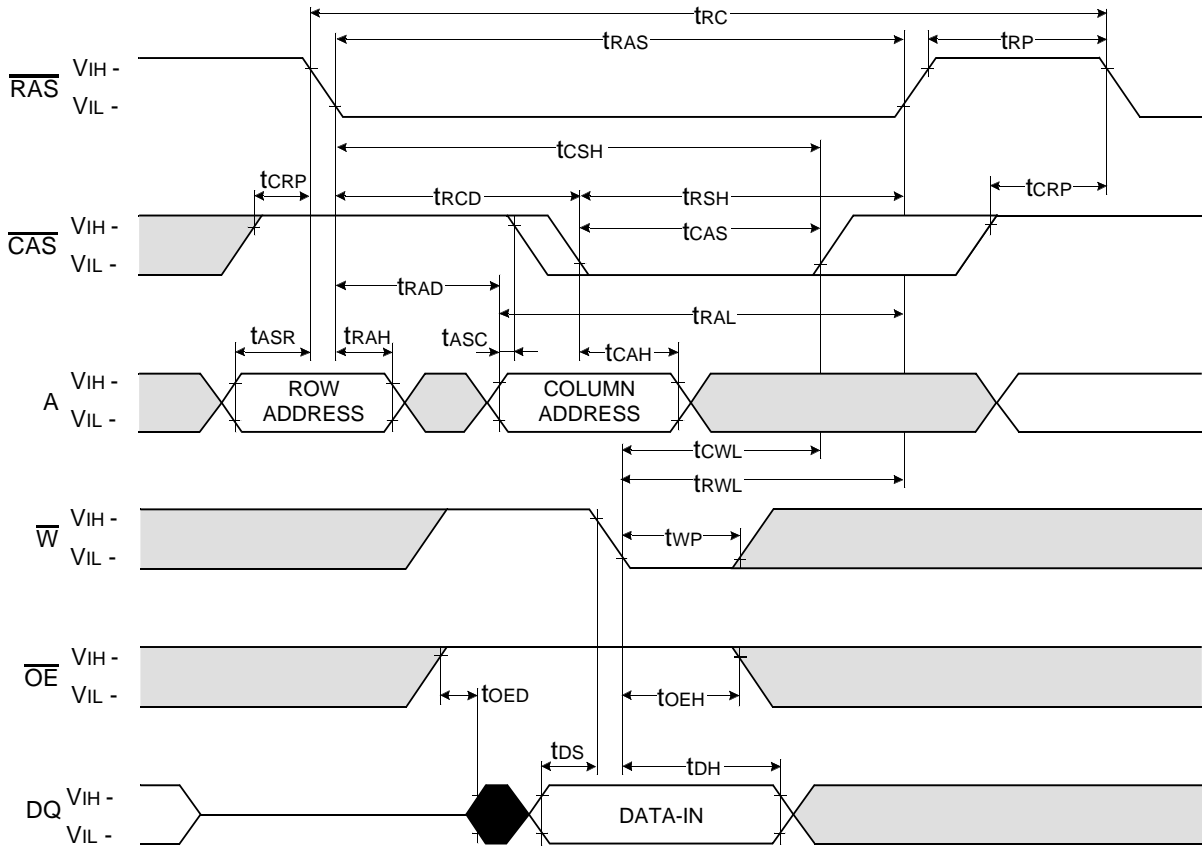 tRC
tRAS
tRP
RAS
VIH -
VIL -
tCSH
tCRP
tRCD
tRSH
tCRP
CAS
VIH -
VIL -
tCAS
tRAD
tRAL
tASR
tRAH
tASC
tCAH
A
VIH -
VIL -
ROW
ADDRESS
COLUMN
ADDRESS
tCWL
tRWL
W
VIH -
VIL -
tWP
OE
VIH -
VIL -
tOED
tOEH
tDS
tDH
DQ
VIH -
VIL -
DATA-IN